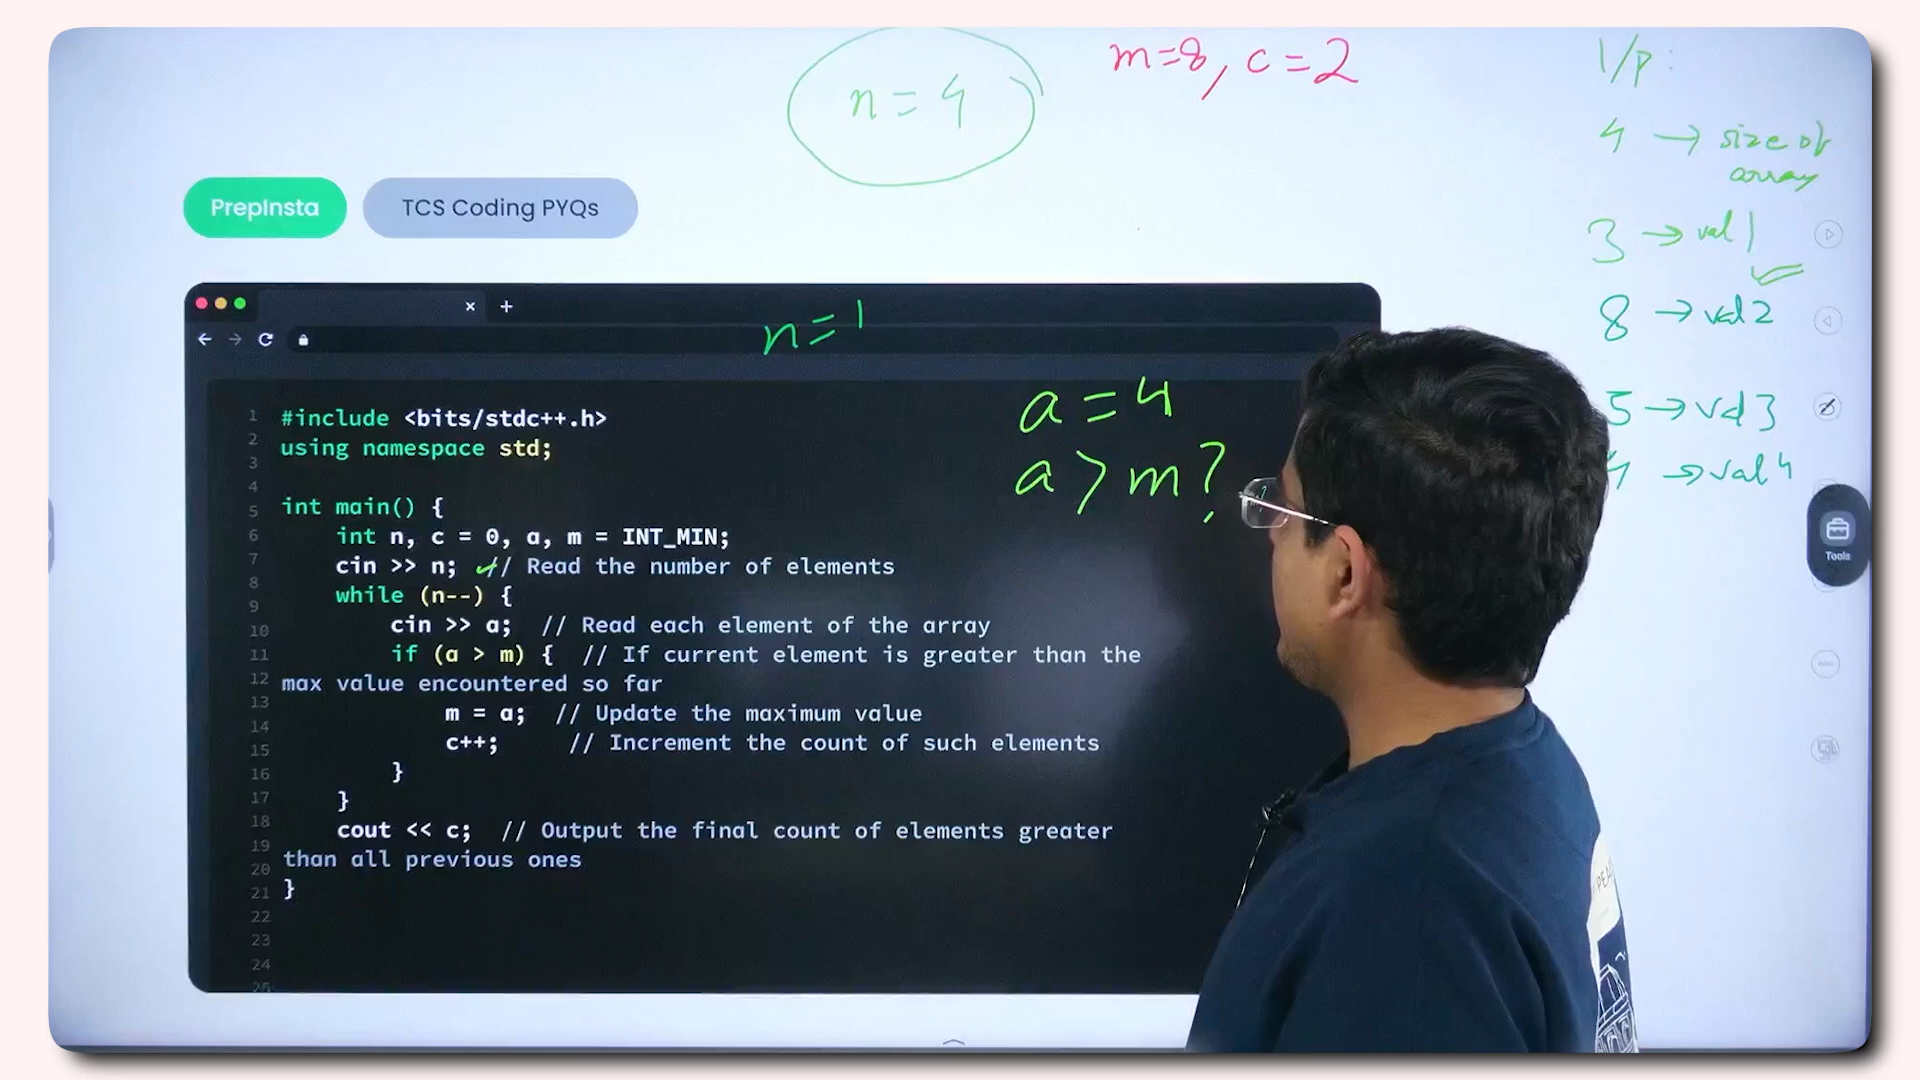 m=8, c=2
n=4
I/p:
4 → size of
array
3 → val 1
8 → val 2
5 → val 3
→ val 4
PrepInsta
TCS Coding PYQs
n=1
a=4
a>m?
1 #include <bits/stdc++.h>
2 using namespace std;
3
4
5 int main() {
6 int n, c = 0, a, m = INT_MIN;
7 cin >> n; // Read the number of elements
8 while (n--) {
9
10 cin >> a; // Read each element of the array
11 if (a > m) { // If current element is greater than the
12 max value encountered so far
13 m = a; // Update the maximum value
14
15 c++; // Increment the count of such elements
16 }
17 }
18 cout << c; // Output the final count of elements greater
19 than all previous ones
20
21 }
22
23
24
25
Tools